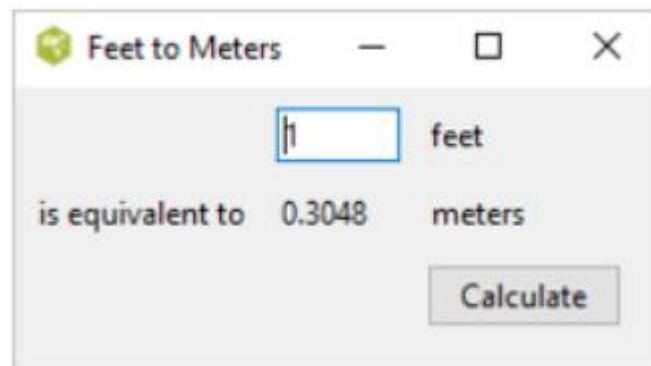 Feet to Meters
1 feet
is equivalent to 0.3048 meters
Calculate